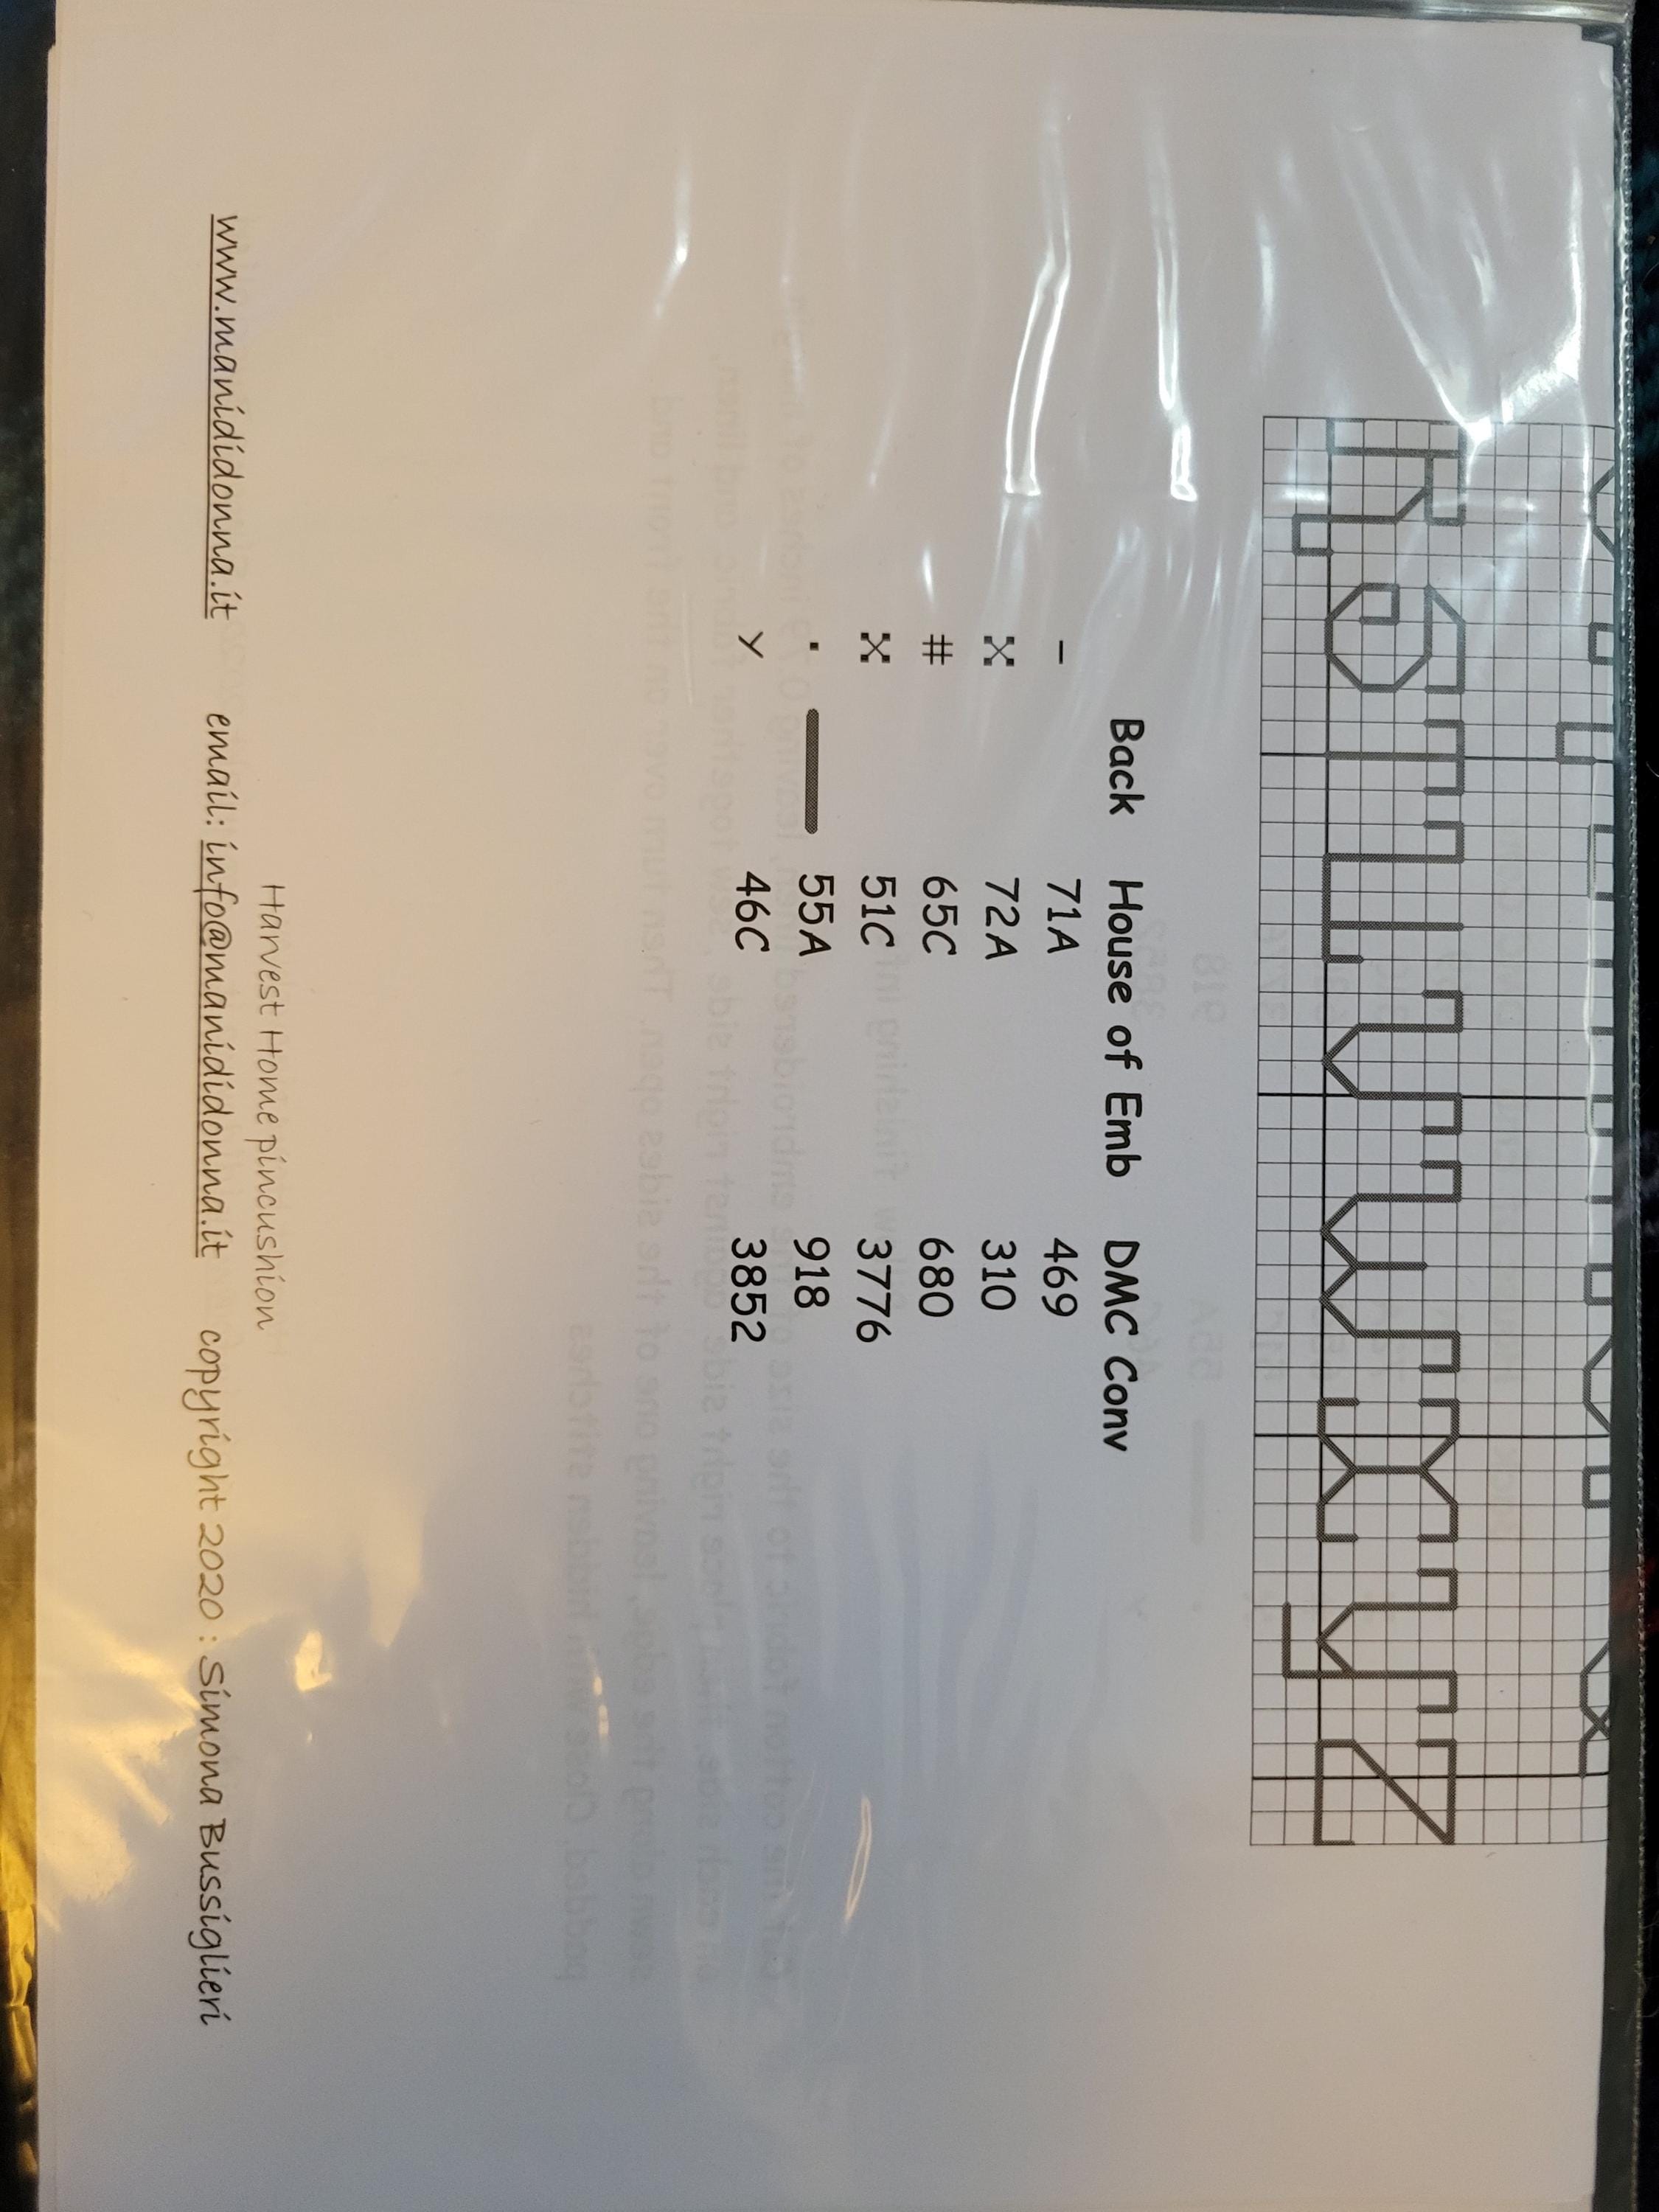 R S T U V W X Y Z
Back House of Emb DMC Conv
- 71A 469
X 72A 310
# 65C 680
X 51C 3776
· 55A 918
Y 46C 3852
Harvest Home pincushion
www.manididonna.it email: info@manididonna.it copyright 2020 : Simona Bussiglieri